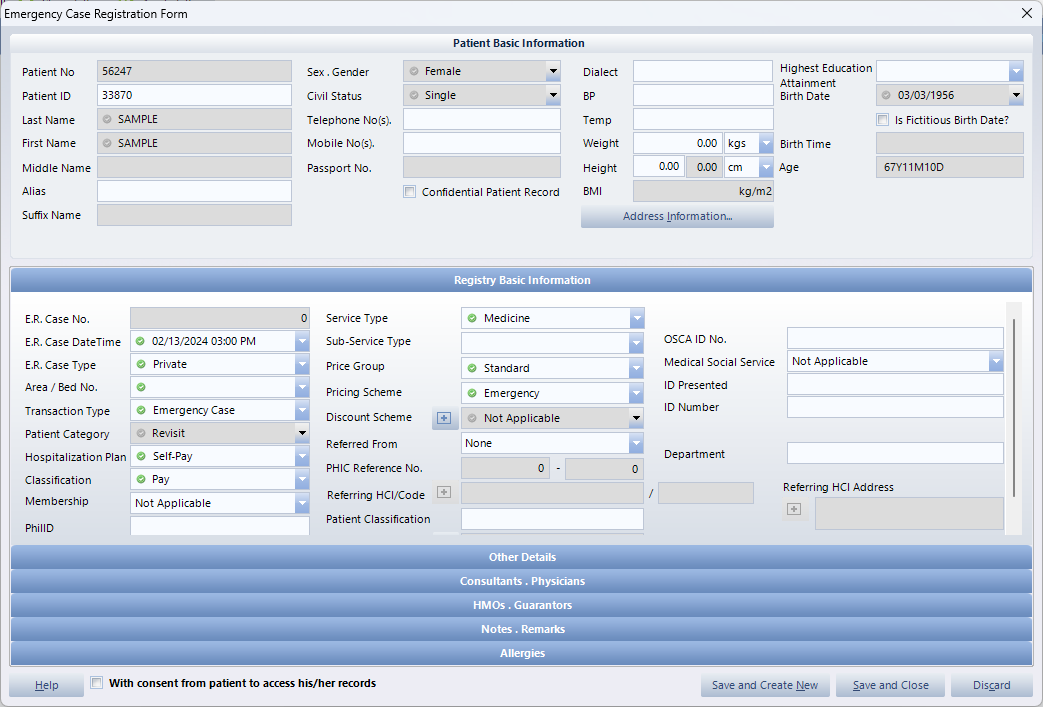 Emergency Case Registration Form
Patient Basic Information
Patient No 56247
Patient ID 33870
Last Name SAMPLE
First Name SAMPLE
Middle Name
Alias
Suffix Name
Sex . Gender Female
Civil Status Single
Telephone No(s).
Mobile No(s).
Passport No.
Confidential Patient Record
Dialect
BP
Temp
Weight 0.00 kgs
Height 0.00 0.00 cm
BMI kg/m2
Address Information...
Highest Education
Attainment
Birth Date 03/03/1956
Is Fictitious Birth Date?
Birth Time
Age 67Y11M10D
Registry Basic Information
E.R. Case No. 0
E.R. Case DateTime 02/13/2024 03:00 PM
E.R. Case Type Private
Area / Bed No.
Transaction Type Emergency Case
Patient Category Revisit
Hospitalization Plan Self-Pay
Classification Pay
Membership Not Applicable
PhilID
Service Type Medicine
Sub-Service Type
Price Group Standard
Pricing Scheme Emergency
Discount Scheme Not Applicable
Referred From None
PHIC Reference No. 0 - 0
Referring HCI/Code /
Patient Classification
OSCA ID No.
Medical Social Service Not Applicable
ID Presented
ID Number
Department
Referring HCI Address
Other Details
Consultants . Physicians
HMOs . Guarantors
Notes . Remarks
Allergies
Help
With consent from patient to access his/her records
Save and Create New
Save and Close
Discard